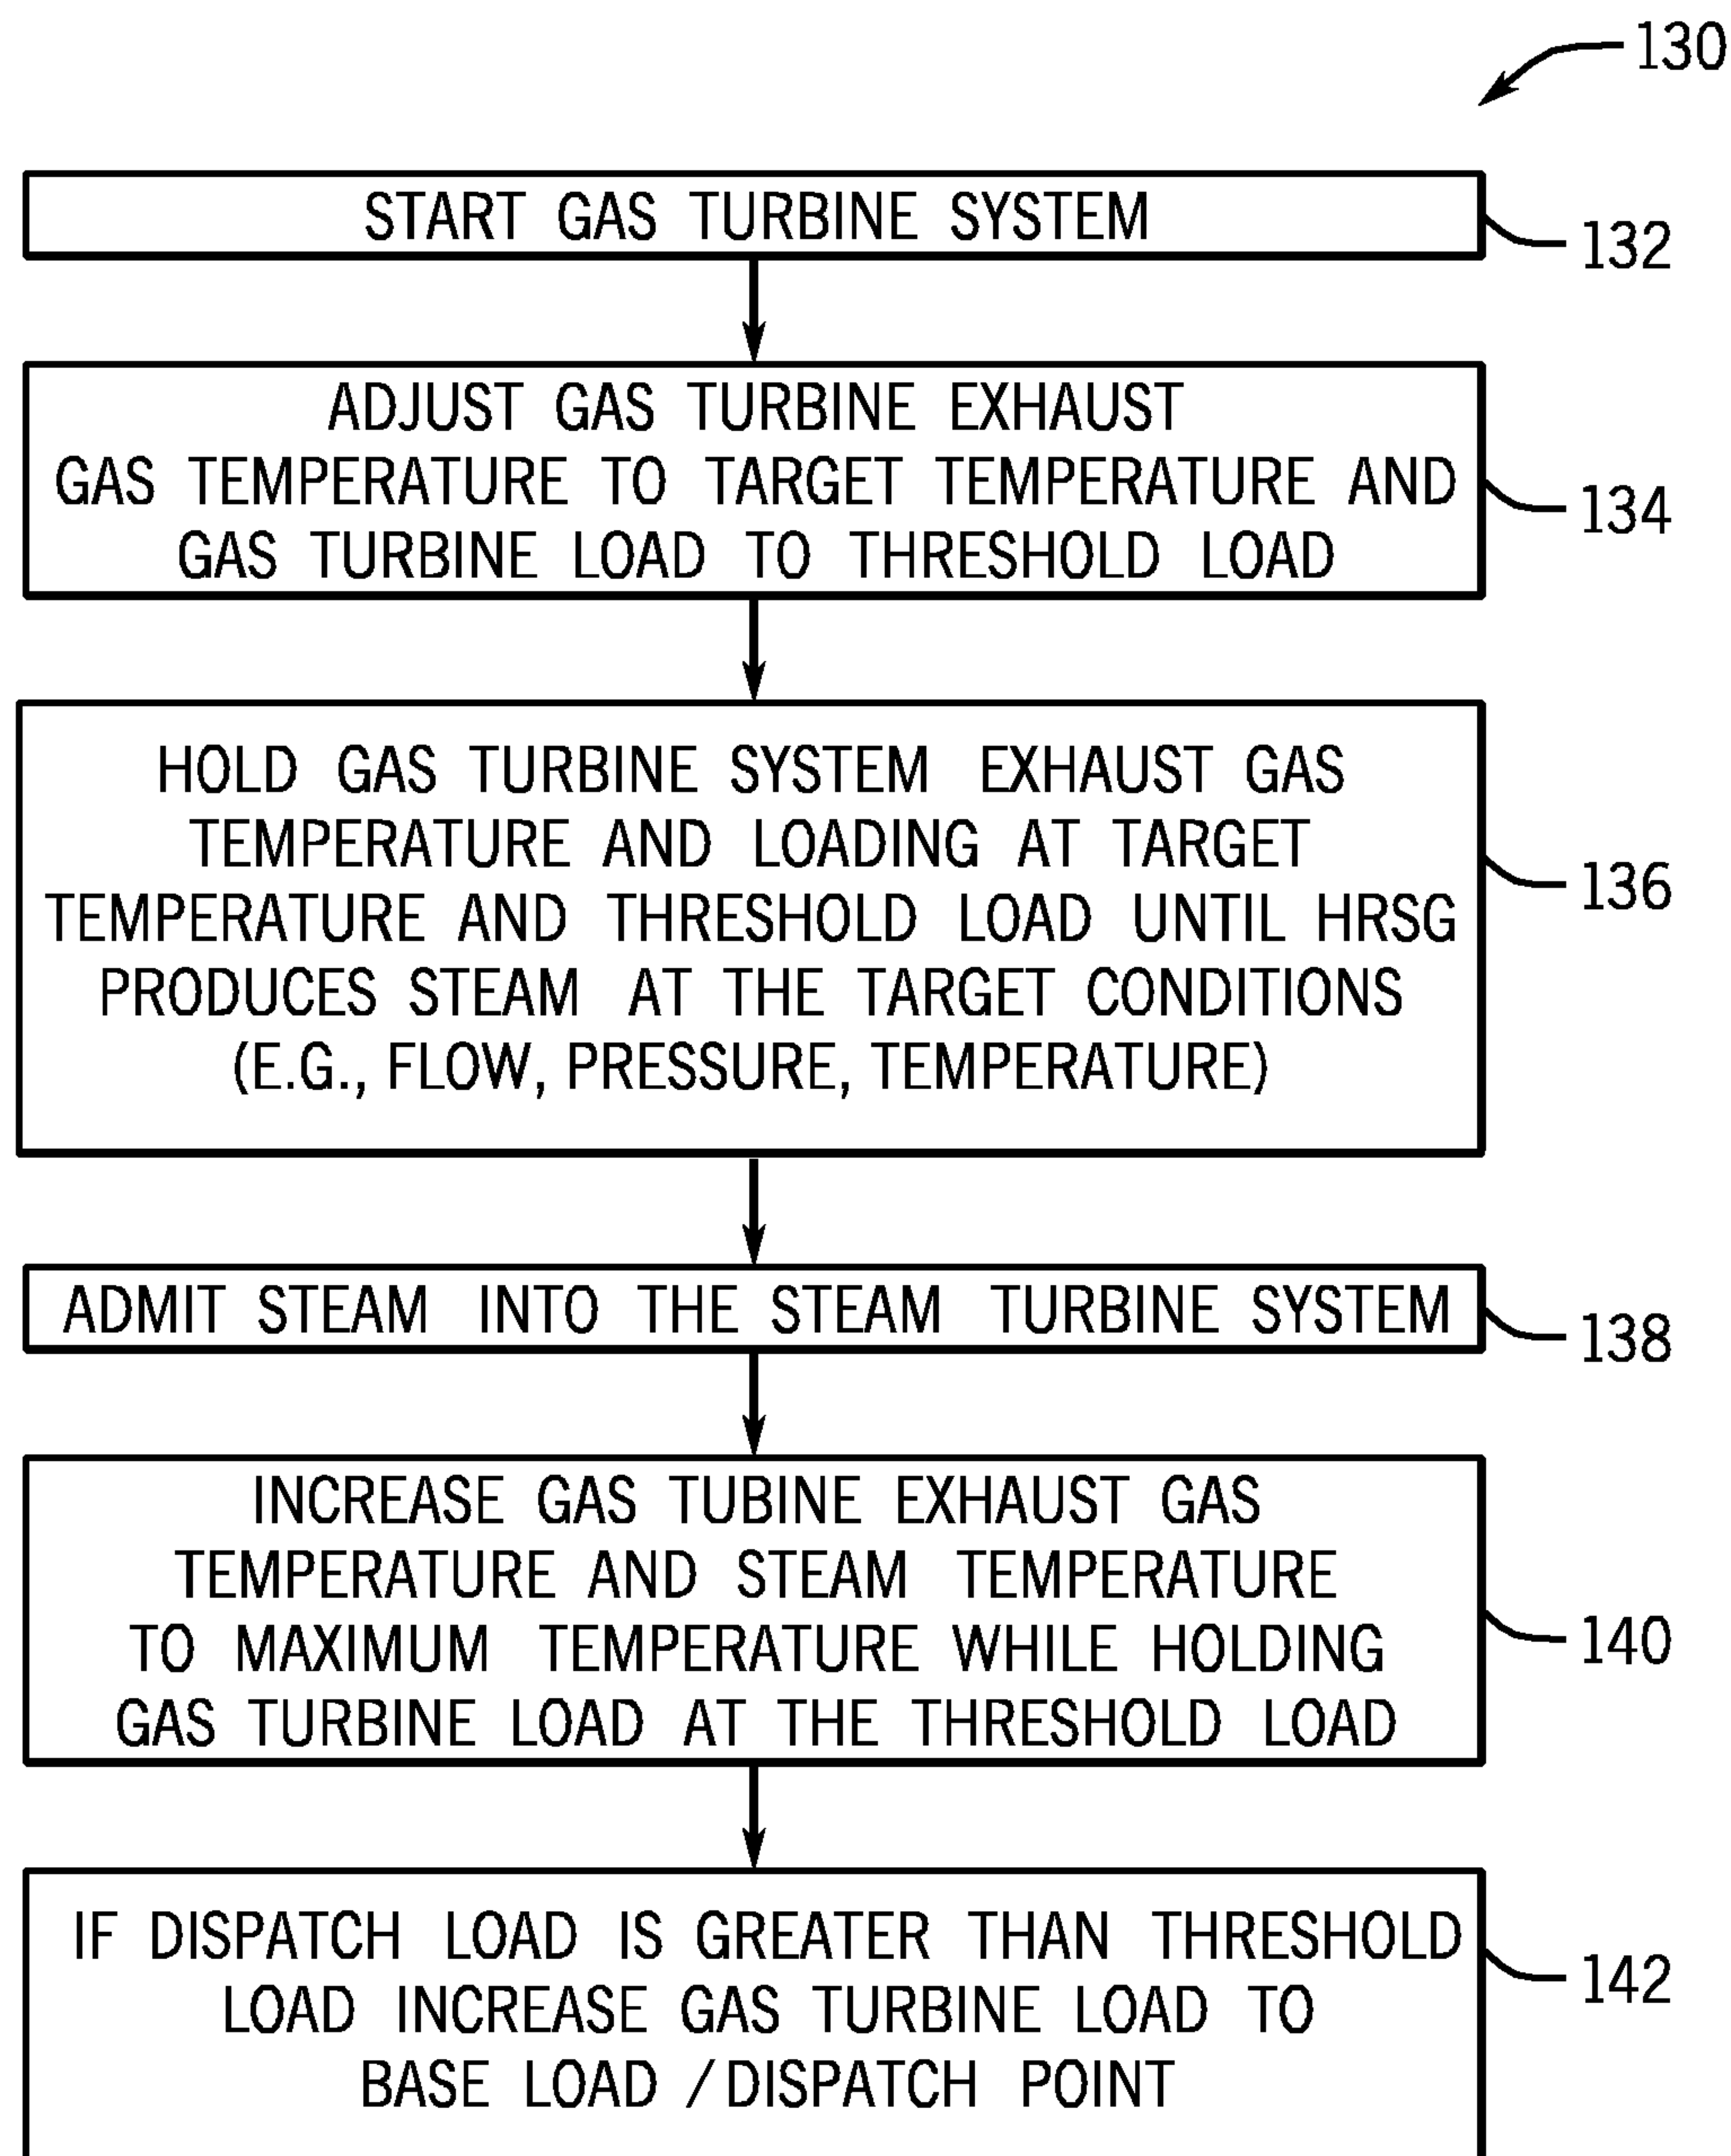 130
START GAS TURBINE SYSTEM
132
ADJUST GAS TURBINE EXHAUST
GAS TEMPERATURE TO TARGET TEMPERATURE AND
GAS TURBINE LOAD TO THRESHOLD LOAD
134
HOLD GAS TURBINE SYSTEM EXHAUST GAS
TEMPERATURE AND LOADING AT TARGET
TEMPERATURE AND THRESHOLD LOAD UNTIL HRSG
PRODUCES STEAM AT THE TARGET CONDITIONS
(E.G., FLOW, PRESSURE, TEMPERATURE)
136
ADMIT STEAM INTO THE STEAM TURBINE SYSTEM
138
INCREASE GAS TUBINE EXHAUST GAS
TEMPERATURE AND STEAM TEMPERATURE
TO MAXIMUM TEMPERATURE WHILE HOLDING
GAS TURBINE LOAD AT THE THRESHOLD LOAD
140
IF DISPATCH LOAD IS GREATER THAN THRESHOLD
LOAD INCREASE GAS TURBINE LOAD TO
BASE LOAD /DISPATCH POINT
142